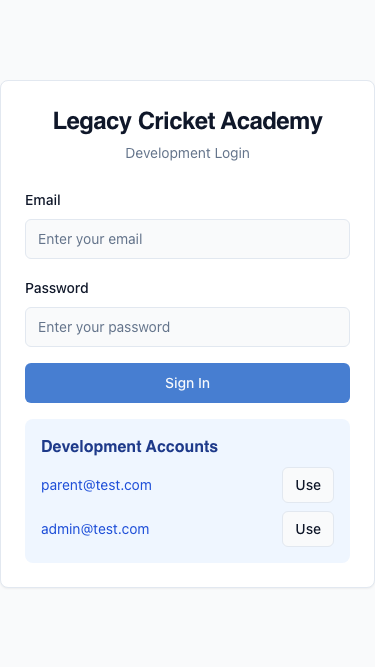 Legacy Cricket Academy
Development Login
Email
Enter your email
Password
Enter your password
Sign In
Development Accounts
parent@test.com Use
admin@test.com Use